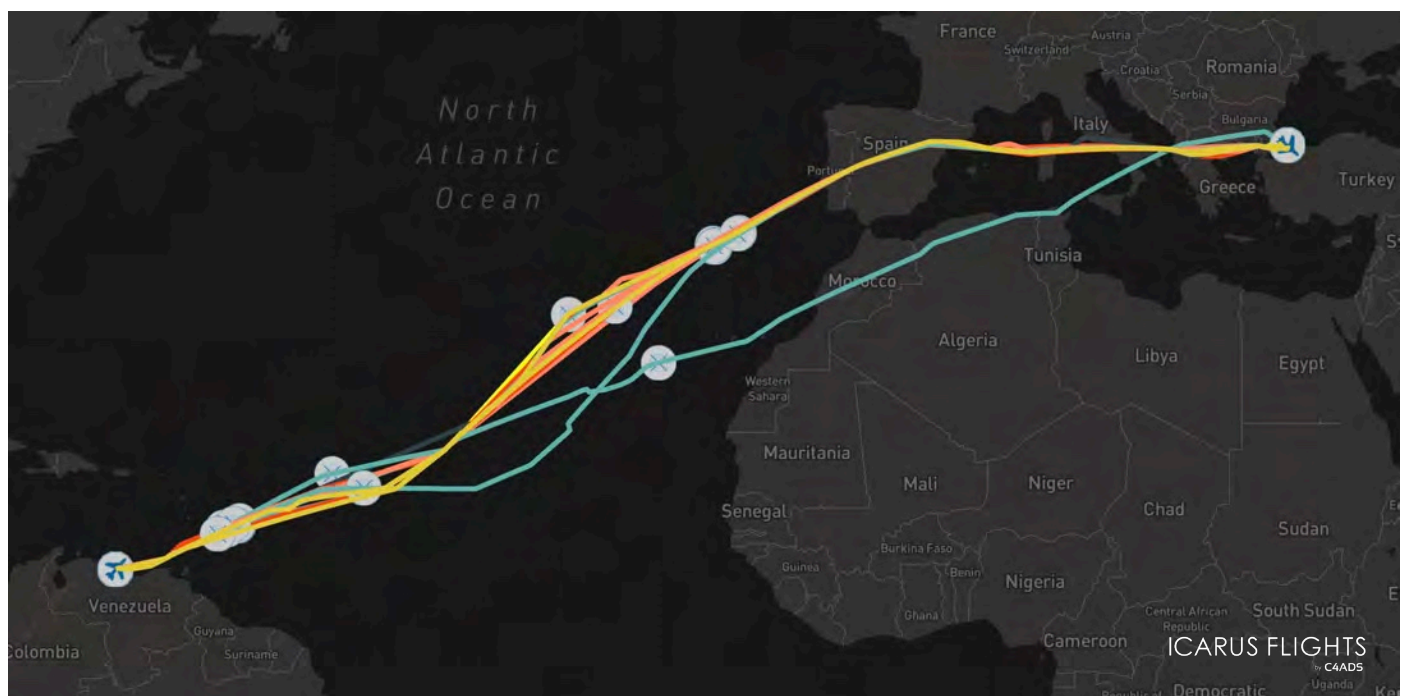 France
Austria
Switzerland
Croatia
Romania
Serbia
North
Atlantic
Ocean
Italy
Bulgaria
Spain
Greece
Turkey
Tunisia
Morocco
Algeria
Libya
Egypt
Western
Sahara
Mauritania
Mali
Niger
Chad
Sudan
Senegal
Burkina Faso
Guinea
Benin
Nigeria
Ghana
Venezuela
Guyana
Suriname
Colombia
Central African
Republic
South Sudan
Cameroon
ICARUS FLIGHTS
by C4ADS
Uganda
Republic of
Democratic